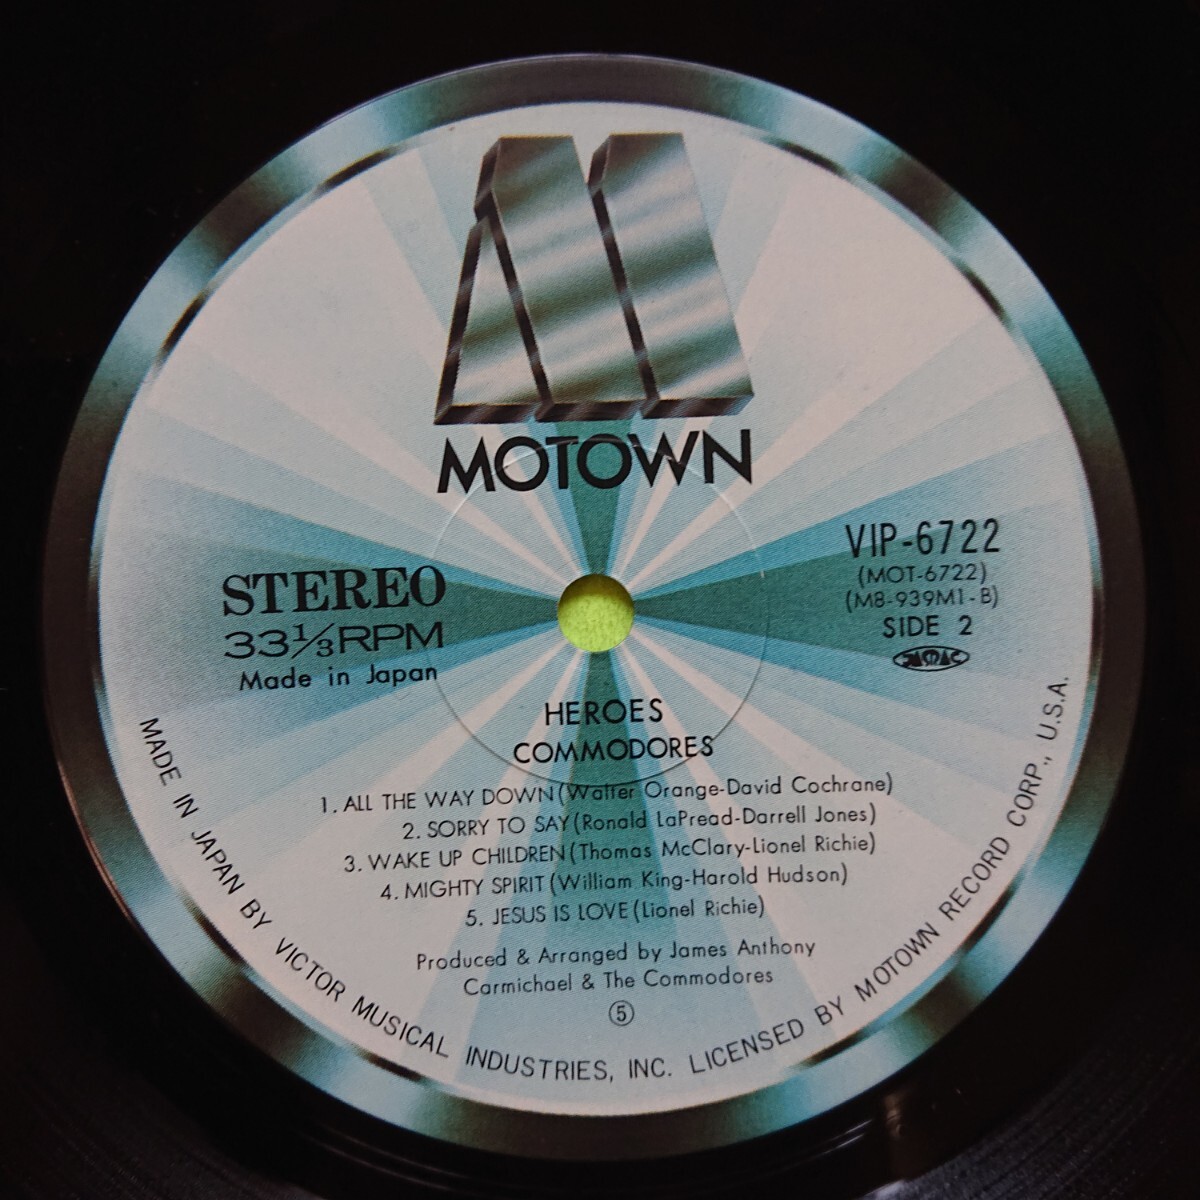 MOTOWN
STEREO
33⅓RPM
Made in Japan
VIP-6722
(MOT-6722)
(M8-939M1-B)
SIDE 2
JASRAC
HEROES
COMMODORES
1. ALL THE WAY DOWN(Walter Orange-David Cochrane)
2. SORRY TO SAY(Ronald LaPread-Darrell Jones)
3. WAKE UP CHILDREN(Thomas McClary-Lionel Richie)
4. MIGHTY SPIRIT(William King-Harold Hudson)
5. JESUS IS LOVE(Lionel Richie)
Produced & Arranged by James Anthony
Carmichael & The Commodores
⑤
MADE IN JAPAN BY VICTOR MUSICAL INDUSTRIES, INC. LICENSED BY MOTOWN RECORD CORP., U.S.A.